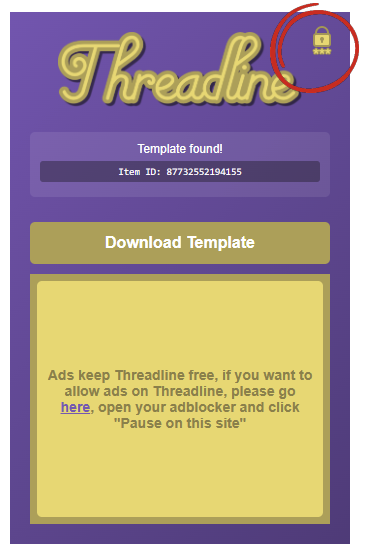 Threadline
***
Template found!
Item ID: 87732552194155
Download Template
Ads keep Threadline free, if you want to
allow ads on Threadline, please go
here, open your adblocker and click
"Pause on this site"